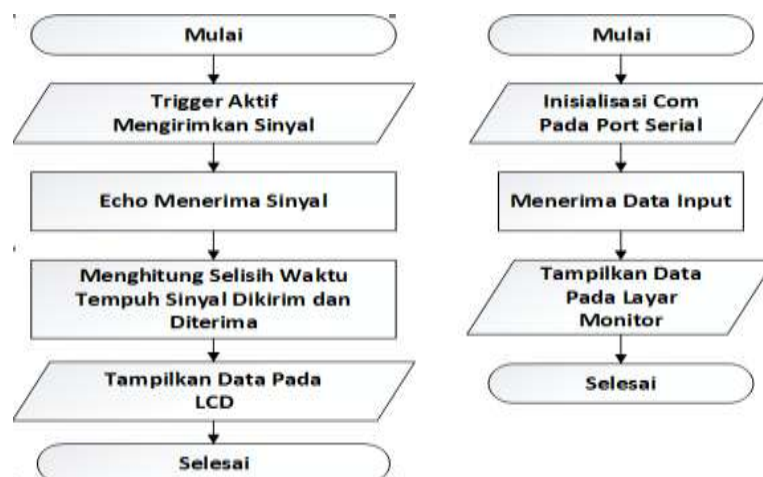 Mulai
Trigger Aktif
Mengirimkan Sinyal
Echo Menerima Sinyal
Menghitung Selisih Waktu
Tempuh Sinyal Dikirim dan
Diterima
Tampilkan Data Pada
LCD
Selesai
Mulai
Inisialisasi Com
Pada Port Serial
Menerima Data Input
Tampilkan Data
Pada Layar
Monitor
Selesai